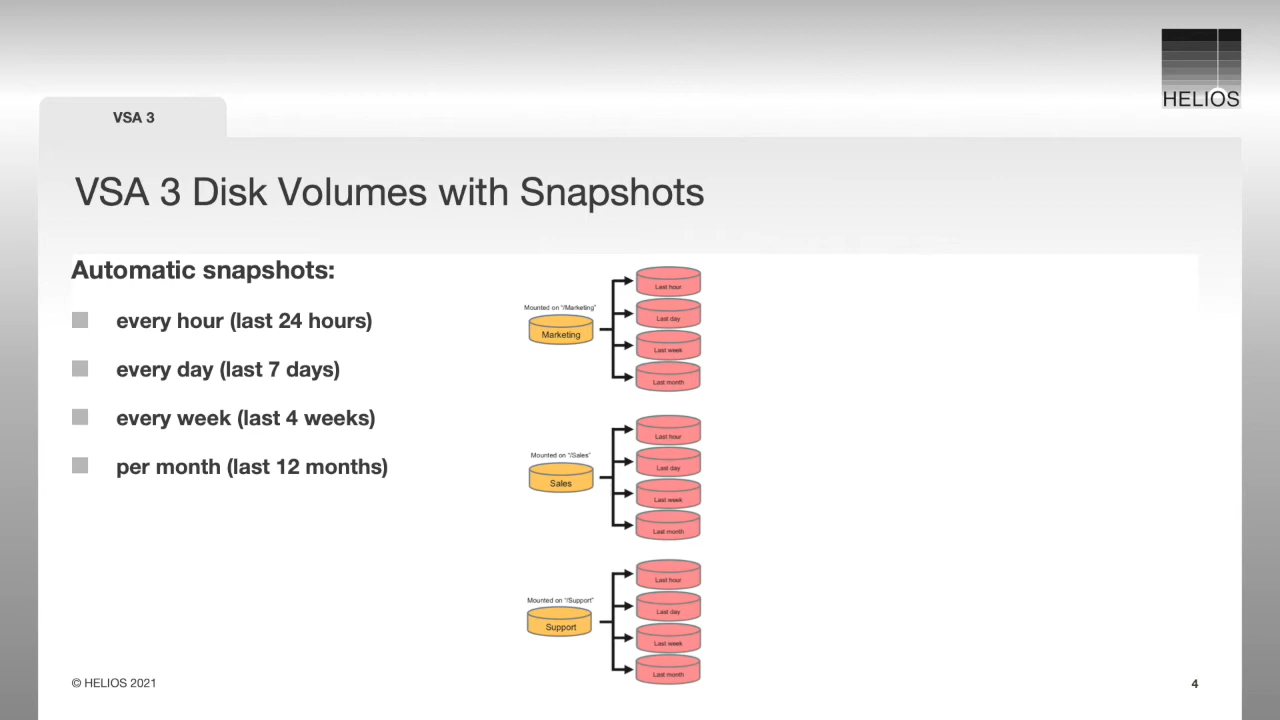 HELIOS
VSA 3
VSA 3 Disk Volumes with Snapshots
Automatic snapshots:
every hour (last 24 hours)
every day (last 7 days)
every week (last 4 weeks)
per month (last 12 months)
Mounted on "/Marketing"
Marketing
Last hour
Last day
Last week
Last month
Mounted on "/Sales"
Sales
Last hour
Last day
Last week
Last month
Mounted on "/Support"
Support
Last hour
Last day
Last week
Last month
© HELIOS 2021
4